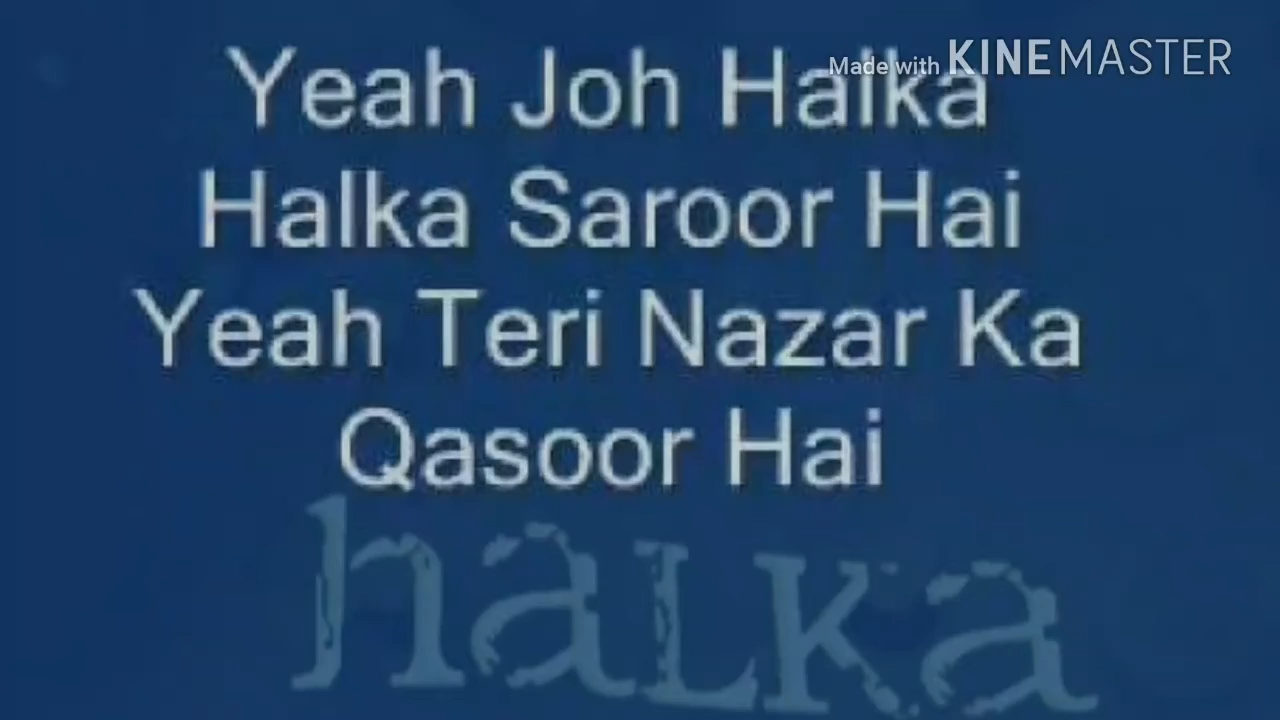 Made with KINEMASTER
Yeah Joh Halka
Halka Saroor Hai
Yeah Teri Nazar Ka
Qasoor Hai
halka